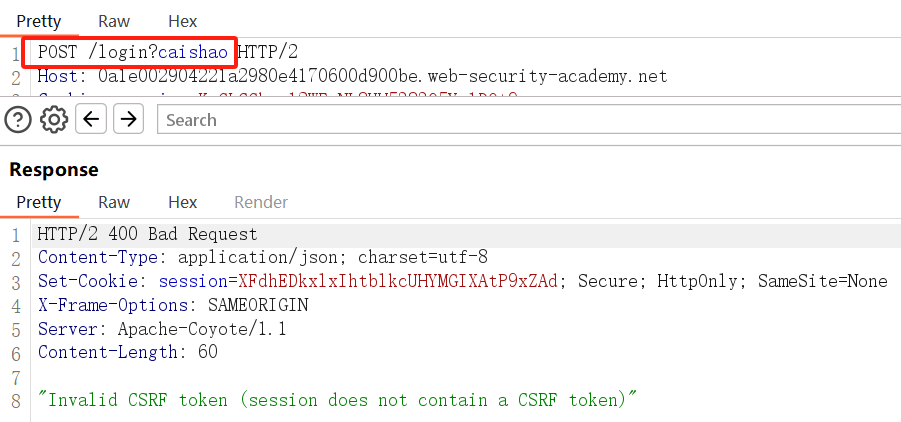 Pretty Raw Hex
1 POST /login?caishao HTTP/2
2 Host: 0a1e002904221a2980e4170600d900be.web-security-academy.net
Search
Response
Pretty Raw Hex Render
1 HTTP/2 400 Bad Request
2 Content-Type: application/json; charset=utf-8
3 Set-Cookie: session=XFdhEDkxlxIhtblkcUHYMGIXAtP9xZAd; Secure; HttpOnly; SameSite=None
4 X-Frame-Options: SAMEORIGIN
5 Server: Apache-Coyote/1.1
6 Content-Length: 60
7
8 "Invalid CSRF token (session does not contain a CSRF token)"